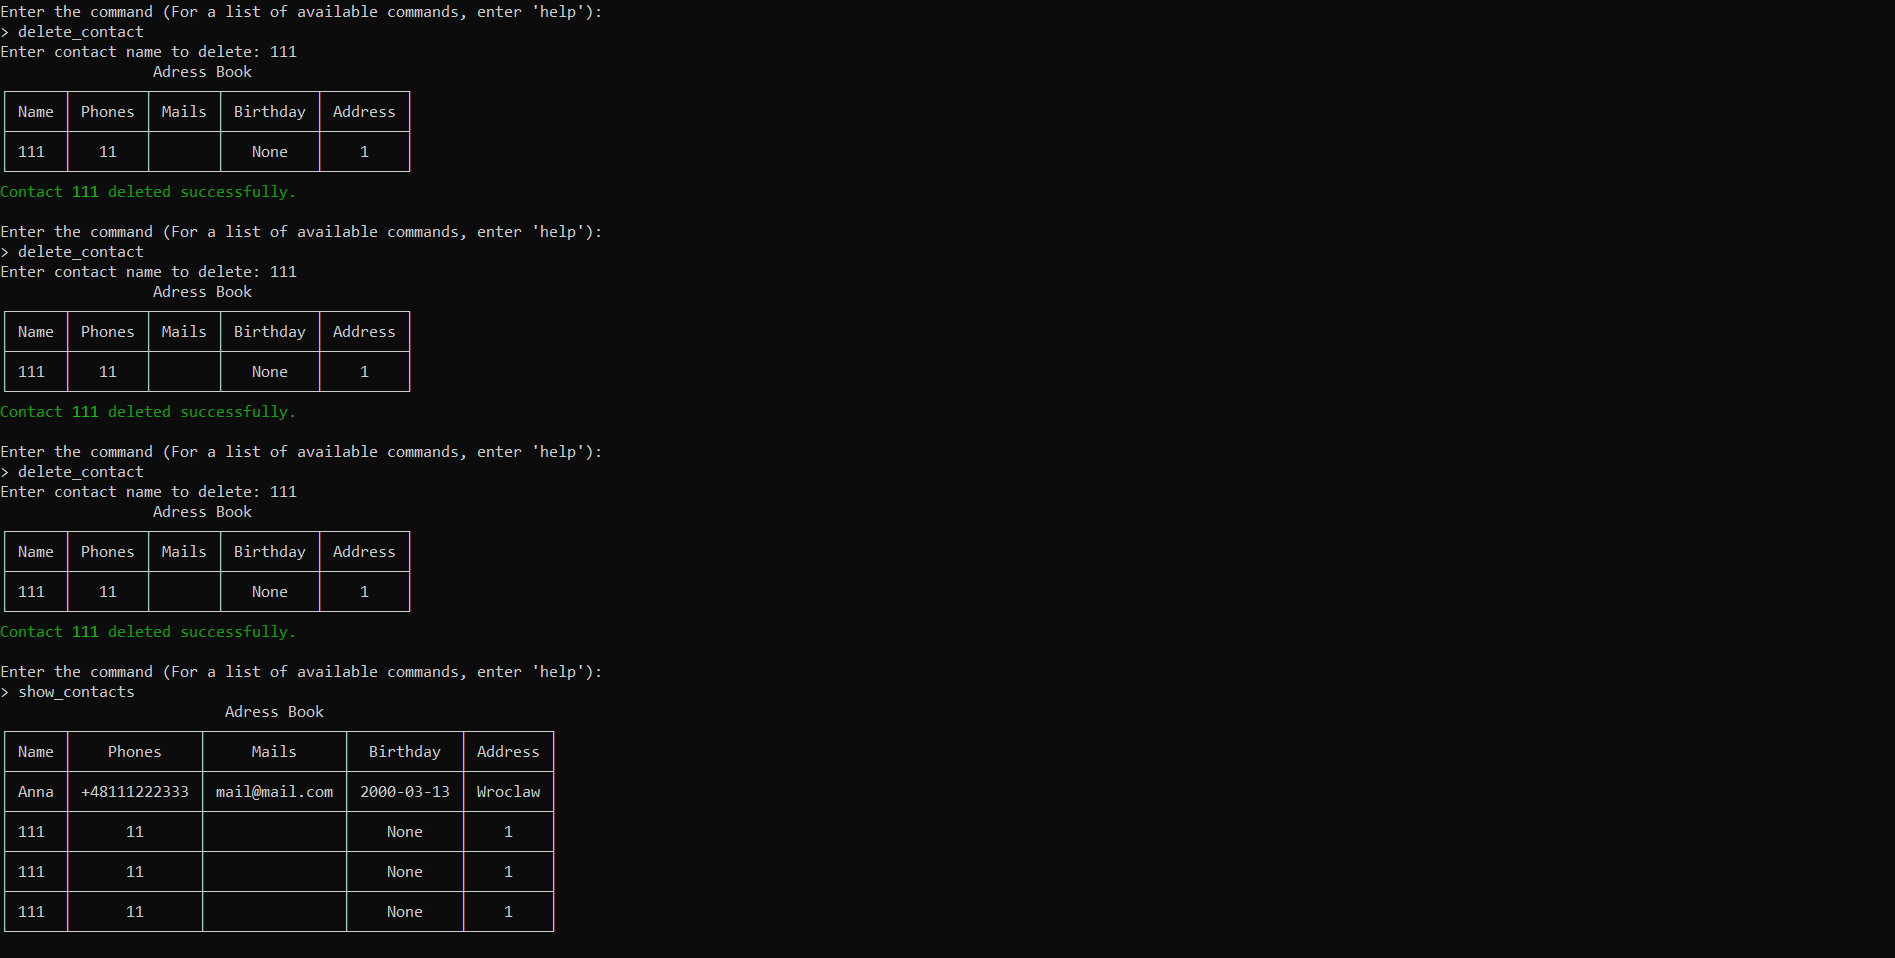 Enter the command (For a list of available commands, enter 'help'):
> delete_contact
Enter contact name to delete: 111
Adress Book
Name Phones Mails Birthday Address
111 11 None 1
Contact 111 deleted successfully.
Enter the command (For a list of available commands, enter 'help'):
> delete_contact
Enter contact name to delete: 111
Adress Book
Name Phones Mails Birthday Address
111 11 None 1
Contact 111 deleted successfully.
Enter the command (For a list of available commands, enter 'help'):
> delete_contact
Enter contact name to delete: 111
Adress Book
Name Phones Mails Birthday Address
111 11 None 1
Contact 111 deleted successfully.
Enter the command (For a list of available commands, enter 'help'):
> show_contacts
Adress Book
Name Phones Mails Birthday Address
Anna +48111222333 mail@mail.com 2000-03-13 Wroclaw
111 11 None 1
111 11 None 1
111 11 None 1